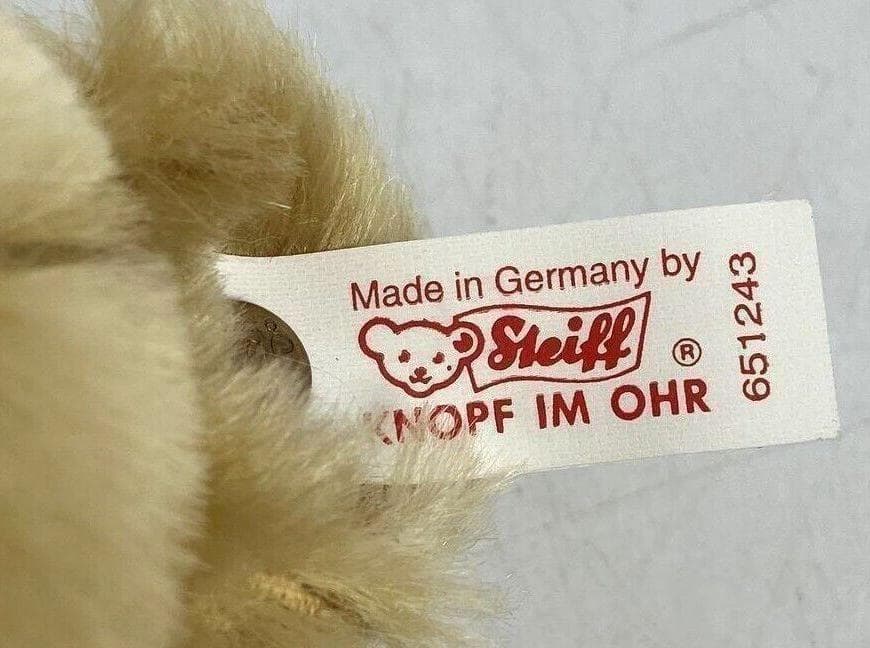 Made in Germany by
Steiff ®
KNOPF IM OHR
651243